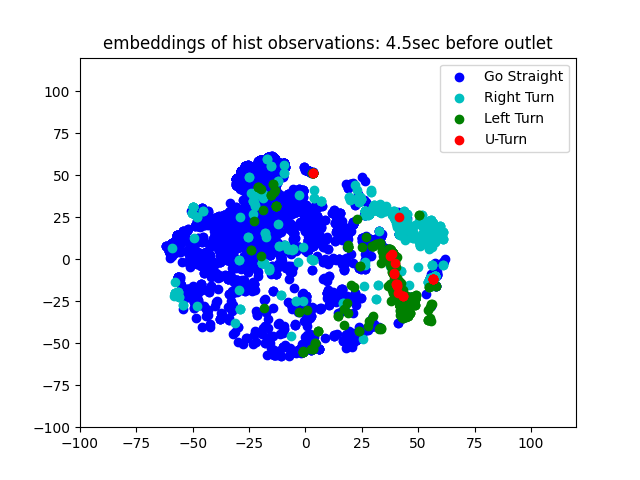 embeddings of hist observations: 4.5sec before outlet
Go Straight
Right Turn
Left Turn
U-Turn
100
75
50
25
0
−25
−50
−75
−100
−100 −75 −50 −25 0 25 50 75 100